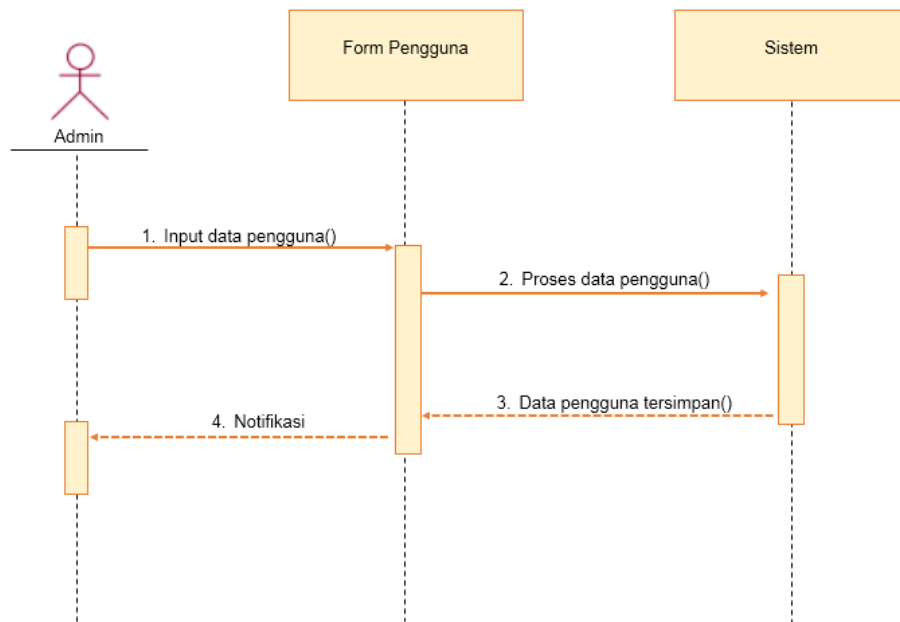 Form Pengguna
Sistem
Admin
1. Input data pengguna()
2. Proses data pengguna()
3. Data pengguna tersimpan()
4. Notifikasi